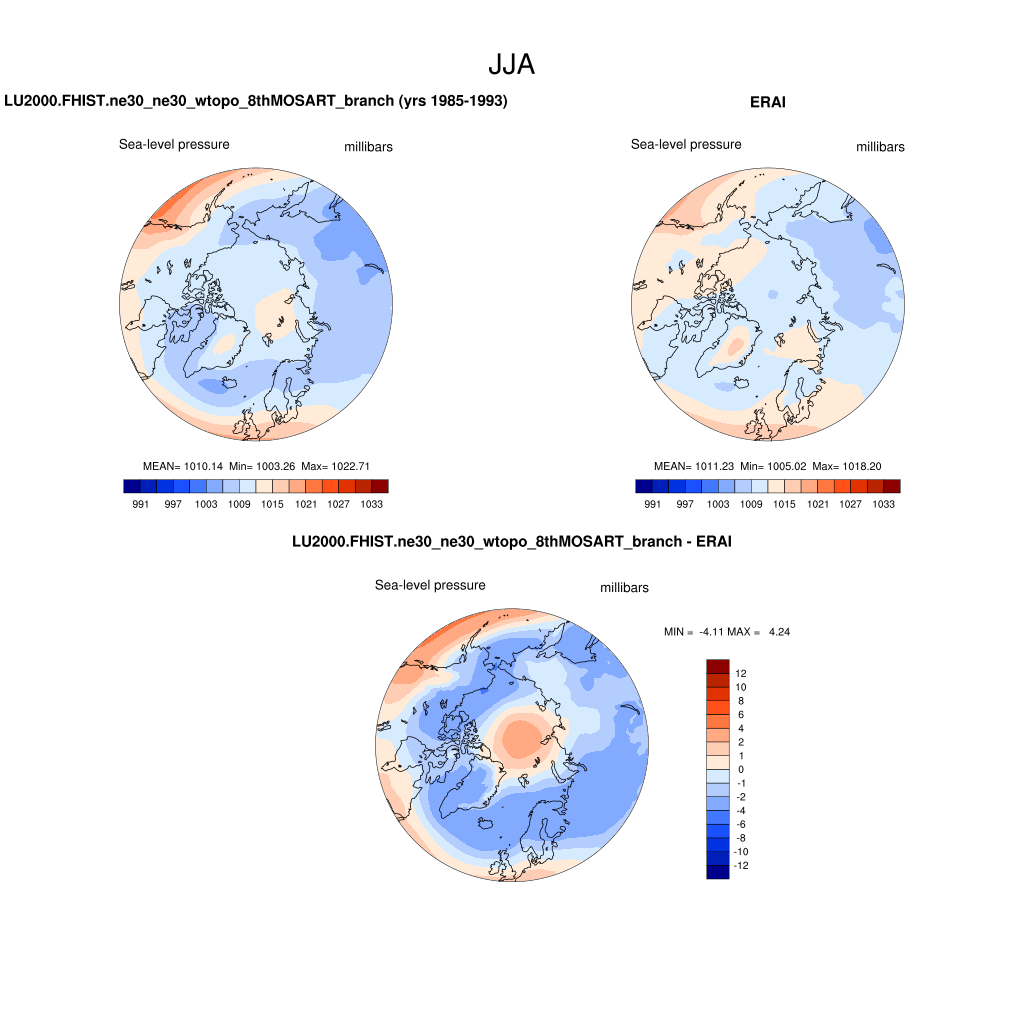 JJA
LU2000.FHIST.ne30_ne30_wtopo_8thMOSART_branch (yrs 1985-1993)
ERAI
Sea-level pressure
millibars
Sea-level pressure
millibars
MEAN= 1010.14 Min= 1003.26 Max= 1022.71
991 997 1003 1009 1015 1021 1027 1033
MEAN= 1011.23 Min= 1005.02 Max= 1018.20
991 997 1003 1009 1015 1021 1027 1033
LU2000.FHIST.ne30_ne30_wtopo_8thMOSART_branch - ERAI
Sea-level pressure
millibars
MIN = -4.11 MAX = 4.24
12
10
8
6
4
2
1
0
-1
-2
-4
-6
-8
-10
-12